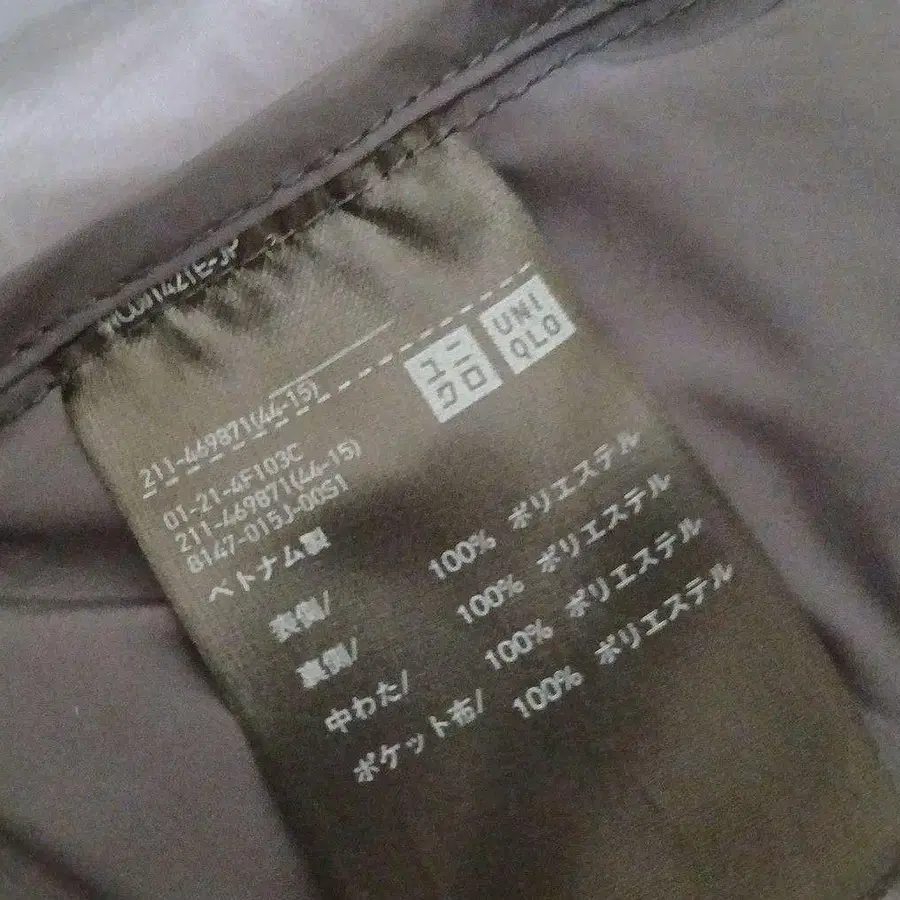 ユニクロ
UNIQLO
211-469871(44-15)
01-21-4F103C
211-469871(44-15)
8147-015J-00S1
ベトナム製
表側/ 100% ポリエステル
裏側/ 100% ポリエステル
中わた/ 100% ポリエステル
ポケット布/ 100% ポリエステル